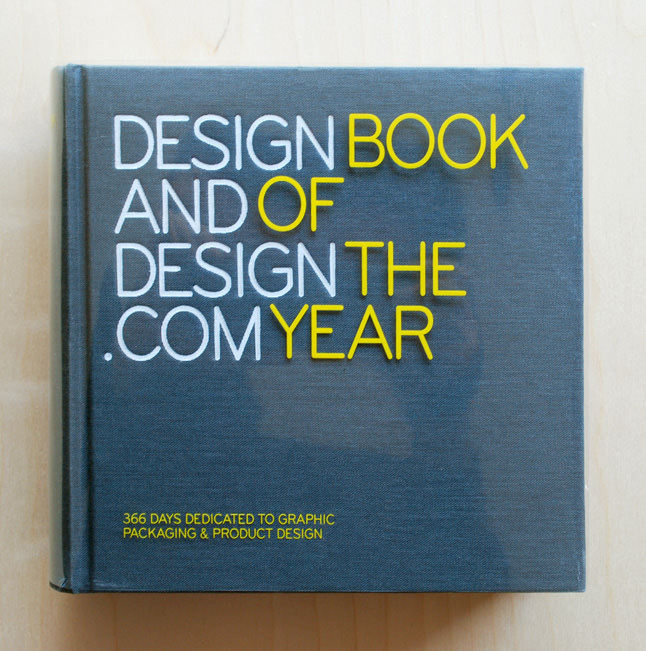 DESIGN BOOK
AND OF
DESIGN THE
.COM YEAR
366 DAYS DEDICATED TO GRAPHIC
PACKAGING & PRODUCT DESIGN